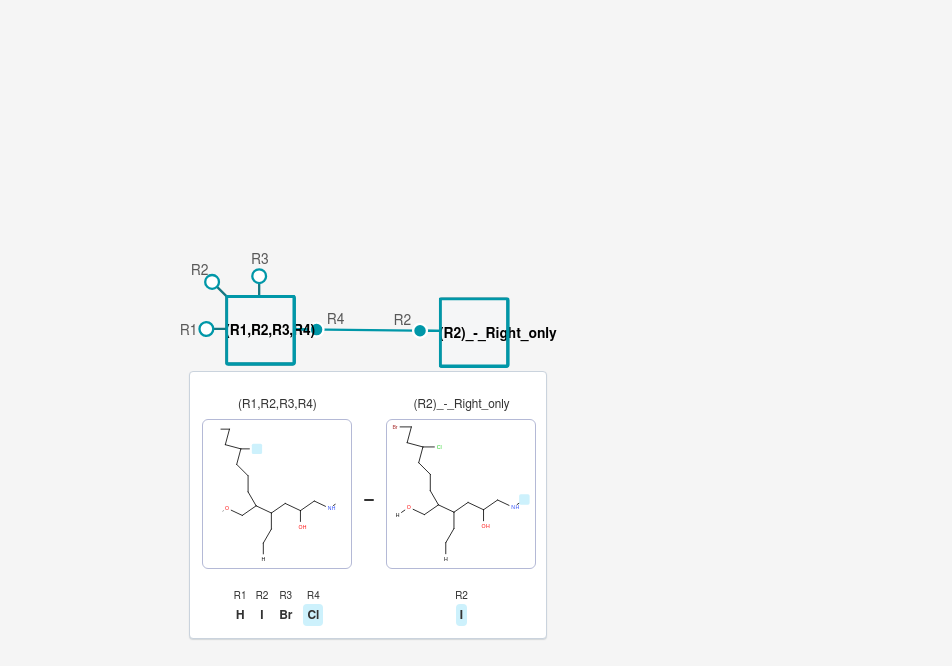 R3
R2
R1
(R1,R2,R3,R4)
R4
R2
(R2)_-_Right_only
(R1,R2,R3,R4)
(R2)_-_Right_only
O
NH
OH
H
–
Br
Cl
H
O
NH
OH
H
R1 R2 R3 R4
H I Br Cl
R2
I